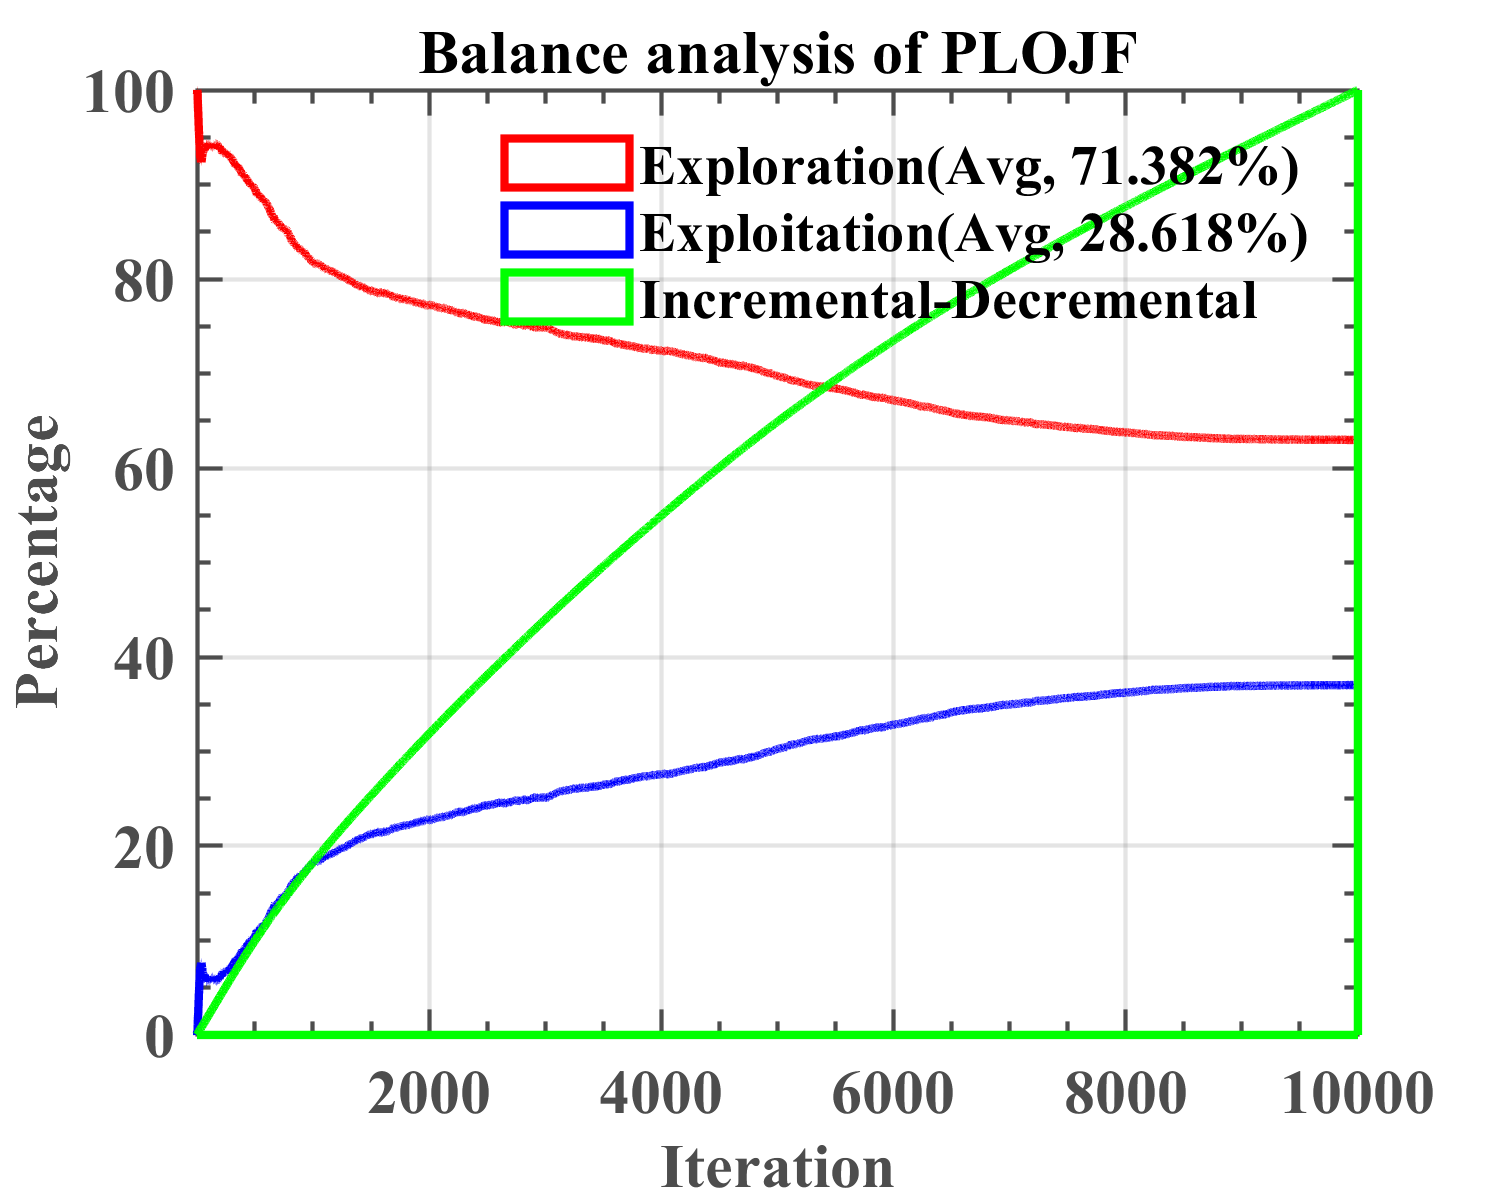 Balance analysis of PLOJF
100
80
60
40
20
0
Percentage
Exploration(Avg, 71.382%)
Exploitation(Avg, 28.618%)
Incremental-Decremental
2000 4000 6000 8000 10000
Iteration